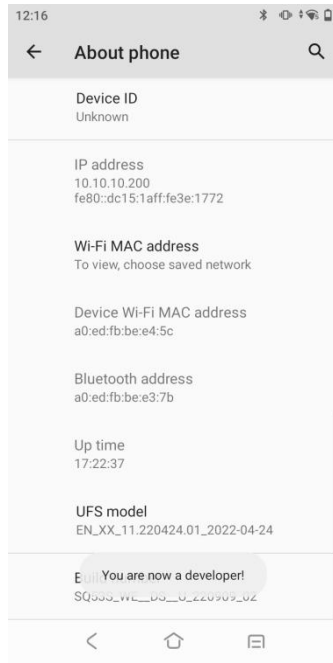 12:16
About phone
Device ID
Unknown
IP address
10.10.10.200
fe80::dc15:1aff:fe3e:1772
Wi-Fi MAC address
To view, choose saved network
Device Wi-Fi MAC address
a0:ed:fb:be:e4:5c
Bluetooth address
a0:ed:fb:be:e3:7b
Up time
17:22:37
UFS model
EN_XX_11.220424.01_2022-04-24
You are now a developer!